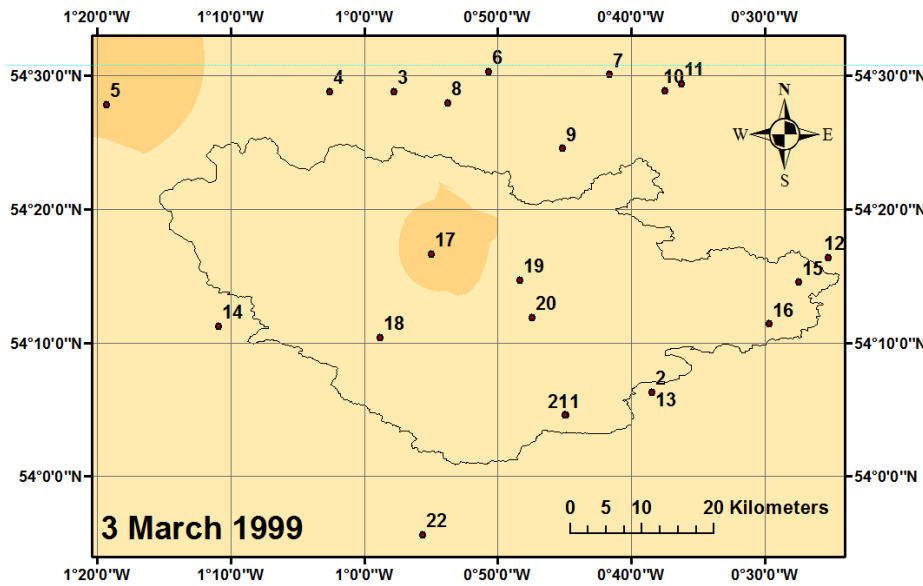 1°20'0"W 1°10'0"W 1°0'0"W 0°50'0"W 0°40'0"W 0°30'0"W
54°30'0"N 54°30'0"N
6
7
5 4 3 8 10 11
9
N
W E
S
54°20'0"N 54°20'0"N
17
12
19 15
20
14 18 16
54°10'0"N 54°10'0"N
2
211 13
54°0'0"N 54°0'0"N
0 5 10 20 Kilometers
3 March 1999
22
1°20'0"W 1°10'0"W 1°0'0"W 0°50'0"W 0°40'0"W 0°30'0"W